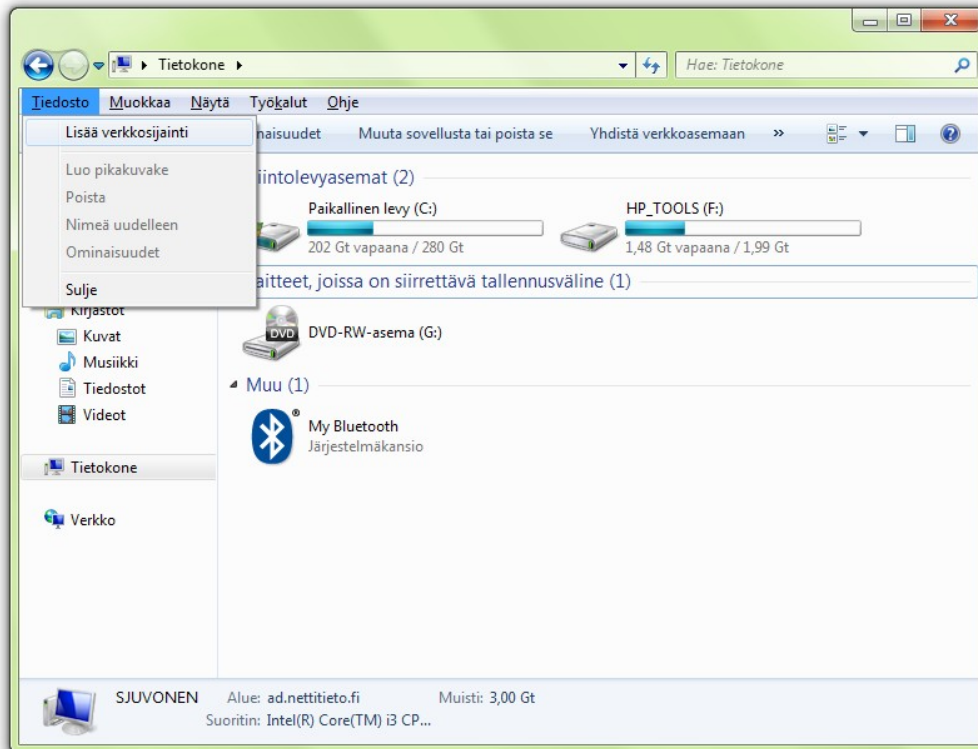 Tietokone
Hae: Tietokone
Tiedosto Muokkaa Näytä Työkalut Ohje
Lisää verkkosijainti
Muuta sovellusta tai poista se Yhdistä verkkoasemaan »
Luo pikakuvake
Poista
Nimeä uudelleen
Ominaisuudet
Sulje
(2)
Paikallinen levy (C:)
202 Gt vapaana / 280 Gt
HP_TOOLS (F:)
1,48 Gt vapaana / 1,99 Gt
joissa on siirrettävä tallennusväline (1)
DVD
DVD-RW-asema (G:)
Muu (1)
My Bluetooth
Järjestelmäkansio
Kirjastot
Kuvat
Musiikki
Tiedostot
Videot
Tietokone
Verkko
SJUVONEN Alue: ad.nettitieto.fi Muisti: 3,00 Gt
Suoritin: Intel(R) Core(TM) i3 CP...